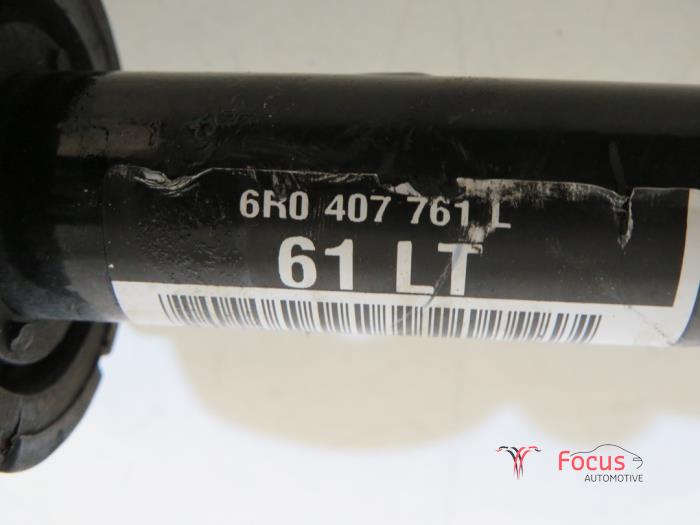 6R0 407 761 L
61 LT
Focus
AUTOMOTIVE